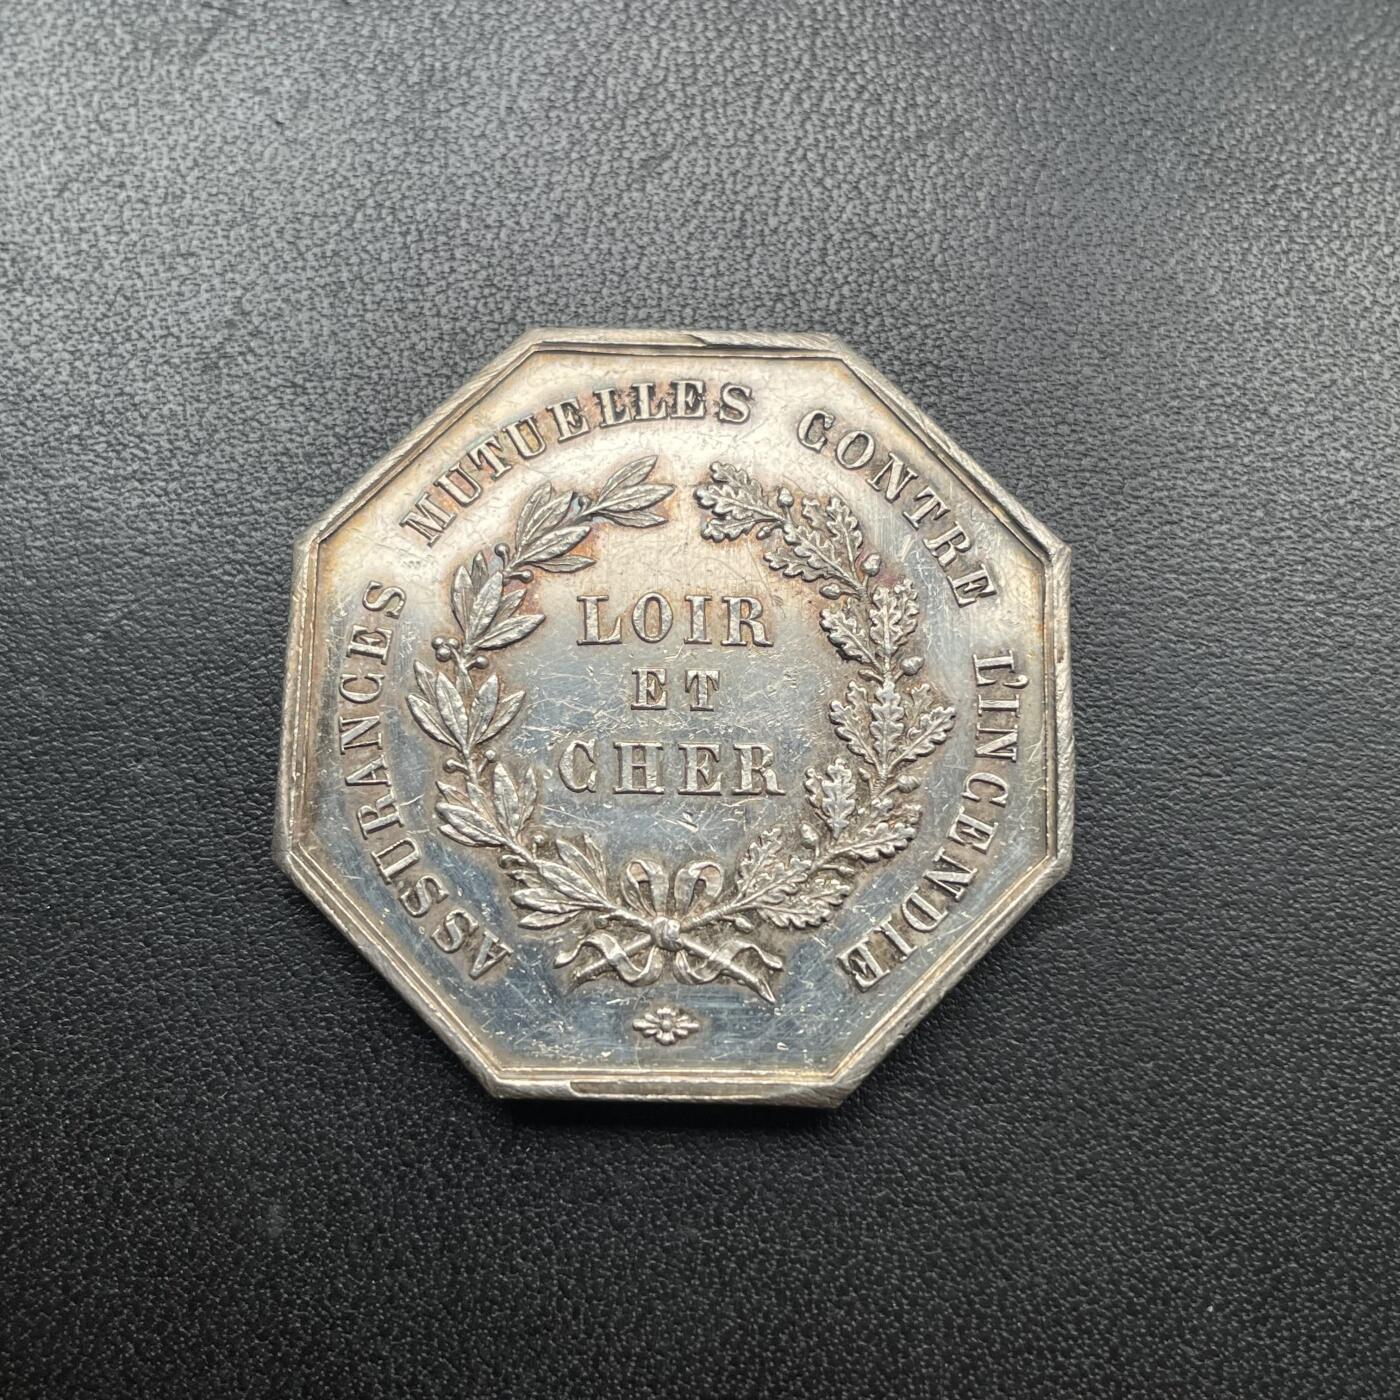 ASSURANCES MUTUELLES CONTRE L'INCENDIE
LOIR
ET
CHER